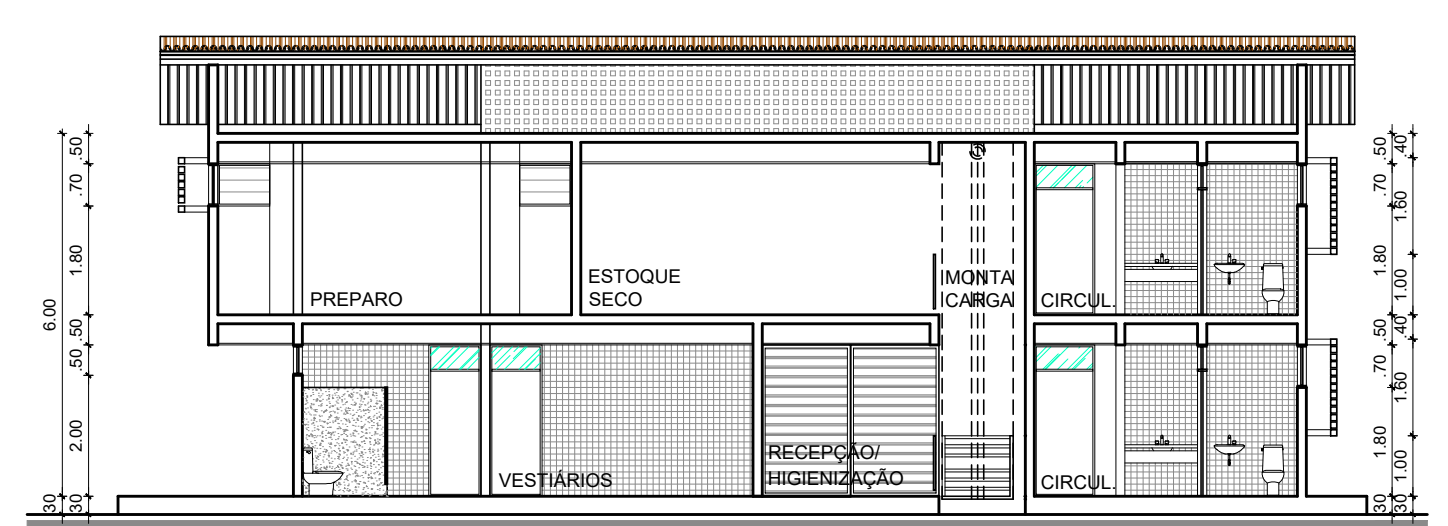 PREPARO
ESTOQUE
SECO
MONTA
CARGA
CIRCUL.
VESTIÁRIOS
RECEPÇÃO/
HIGIENIZAÇÃO
CIRCUL.
6.00
.30
.50
.70
1.80
.50
.50
2.00
.30
.50
.70
1.80
.50
.70
1.80
.30
.40
1.60
1.00
.40
1.60
1.00
.30